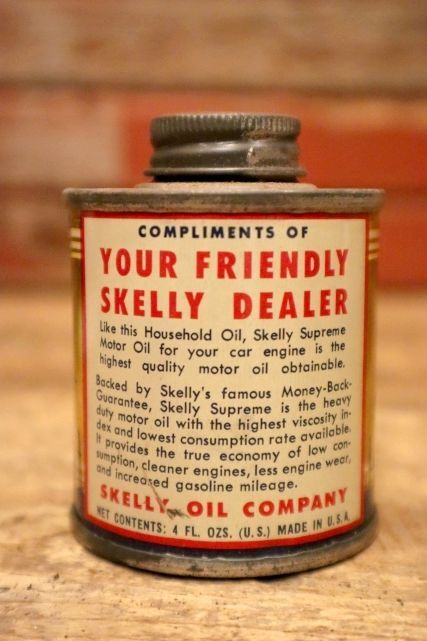 COMPLIMENTS OF
YOUR FRIENDLY
SKELLY DEALER
Like this Household Oil, Skelly Supreme
Motor Oil for your car engine is the
highest quality motor oil obtainable.
Backed by Skelly's famous Money-Back-
Guarantee, Skelly Supreme is the heavy
duty motor oil with the highest viscosity in-
dex and lowest consumption rate available.
It provides the true economy of low con-
sumption, cleaner engines, less engine wear,
and increased gasoline mileage.
SKELLY OIL COMPANY
NET CONTENTS: 4 FL. OZS. (U.S.) MADE IN U.S.A.